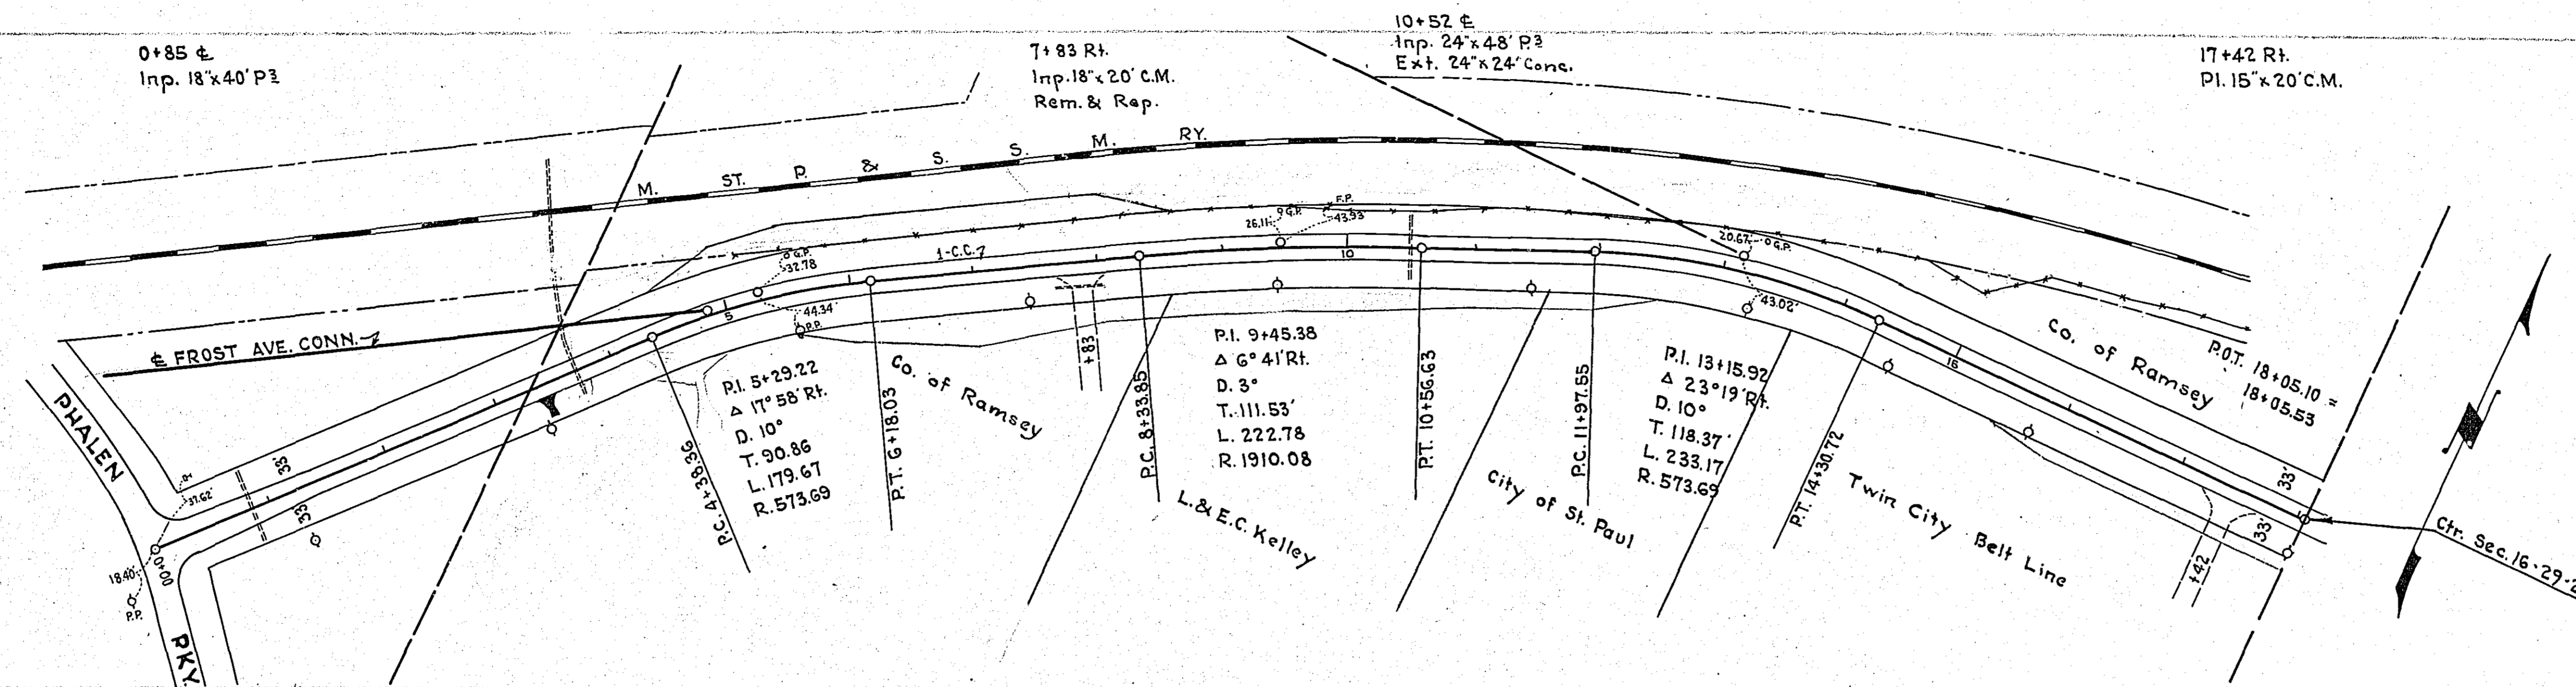 0+85 ℄
Inp. 18"x40' P3
7+83 Rt.
Inp.18"x 20' C.M.
Rem. & Rep.
10+52 ℄
Inp. 24"x48' P.3
Ext. 24"x24' Conc.
17+42 Rt.
Pl. 15"x 20'C.M.
M. ST. P. & S. S. M. RY.
F.P.
G.P.
43.93
26.11
20.67'
G.P.
G.P.
32.78
1-C.C.7
10
5
44.34'
P.P.
43.02'
16
℄ FROST AVE. CONN.
PHALEN
PKY.
33'
33'
37.62'
0+00
18.40'
P.P.
P.C. 4+38.36
P.I. 5+29.22
Δ 17°58' Rt.
D. 10°
T. 90.86
L. 179.67
R. 573.69
P.T. 6+18.03
Co. of Ramsey
+83
P.C. 8+33.85
P.I. 9+45.38
Δ 6°41' Rt.
D. 3°
T. 111.53'
L. 222.78
R. 1910.08
L. & E.C. Kelley
P.T. 10+56.63
City of St. Paul
P.C. 11+97.55
P.I. 13+15.92
Δ 23°19' Rt.
D. 10°
T. 118.37'
L. 233.17
R. 573.69
P.T. 14+30.72
Twin City Belt Line
Co. of Ramsey
P.O.T. 18+05.10 =
18+05.53
33'
33'
+42
N
Ctr. Sec. 16-29-2